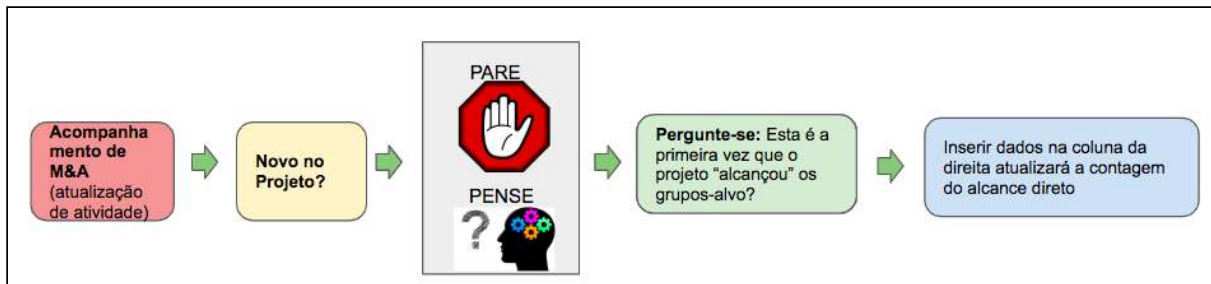 Acompanha
mento de
M&A
(atualização
de atividade)
Novo no
Projeto?
PARE
PENSE
?
Pergunte-se: Esta é a
primeira vez que o
projeto “alcançou” os
grupos-alvo?
Inserir dados na coluna da
direita atualizará a contagem
do alcance direto